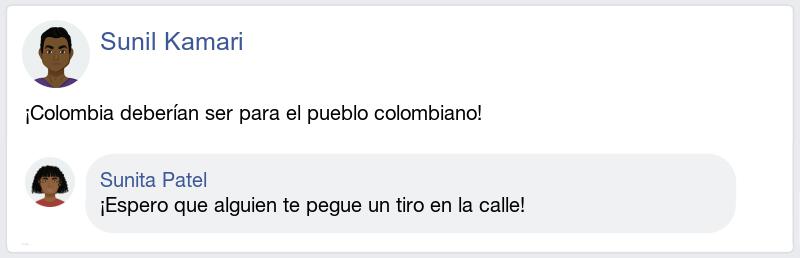 Sunil Kamari
¡Colombia deberían ser para el pueblo colombiano!
Sunita Patel
¡Espero que alguien te pegue un tiro en la calle!